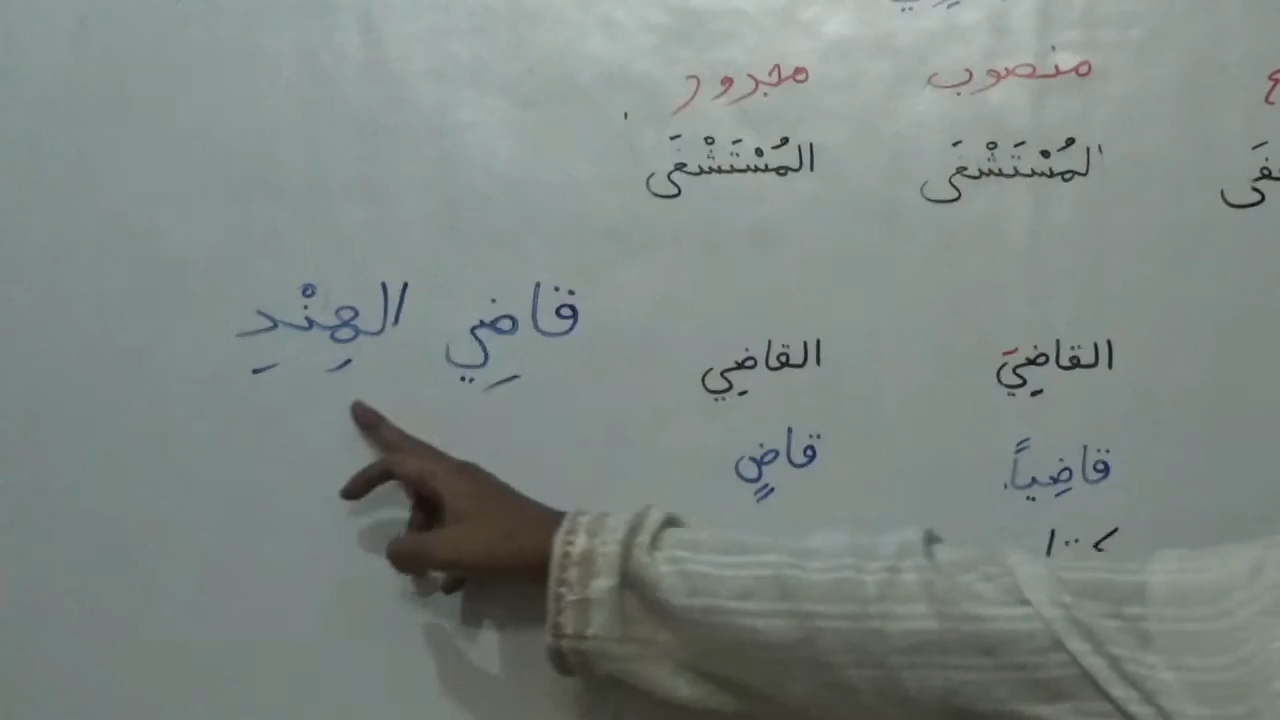 منصوب مجرور
المُسْتَشْفَى المُسْتَشْفَى
قاضِي الهِنْدِ
القاضِيَ القاضِي
قاضِياً. قاضٍ